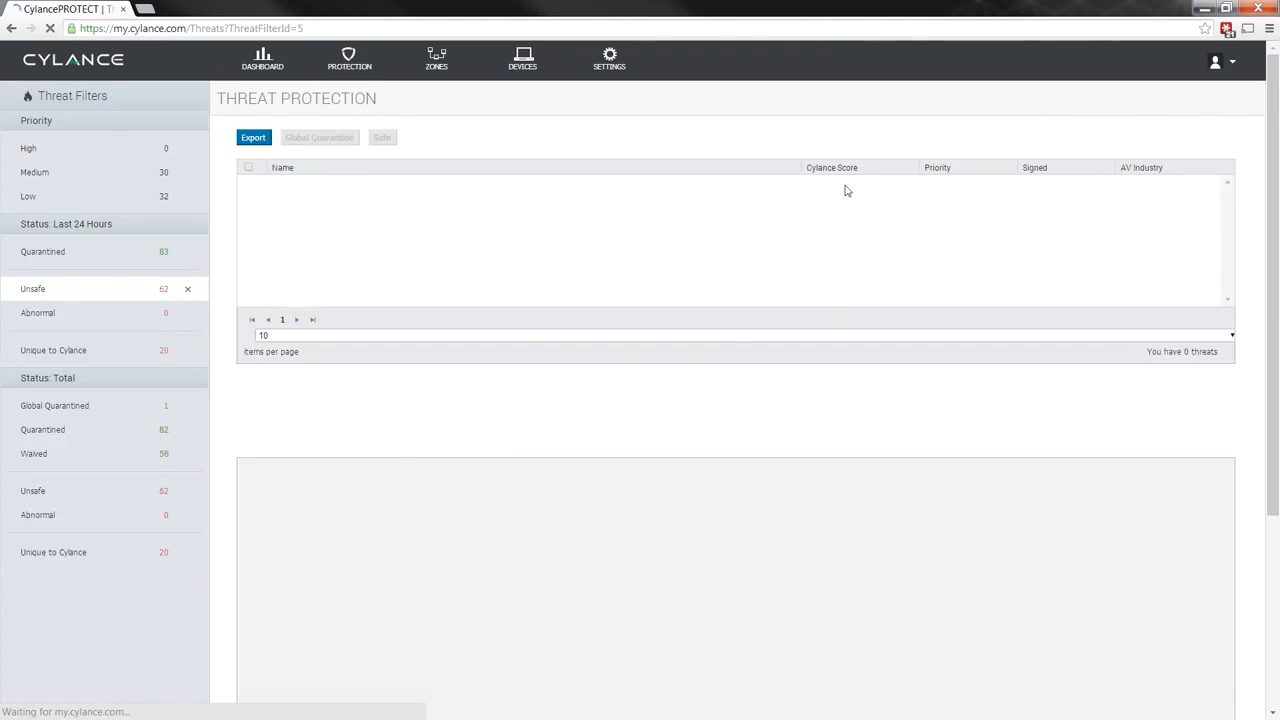 CylancePROTECT | Th
https://my.cylance.com/Threats?ThreatFilterId=5
21
CYLANCE
DASHBOARD
PROTECTION
ZONES
DEVICES
SETTINGS
Threat Filters
Priority
High 0
Medium 30
Low 32
Status: Last 24 Hours
Quarantined 83
Unsafe 62
Abnormal 0
Unique to Cylance 20
Status: Total
Global Quarantined 1
Quarantined 82
Waived 58
Unsafe 62
Abnormal 0
Unique to Cylance 20
THREAT PROTECTION
Export Global Quarantine Safe
Name Cylance Score Priority Signed AV Industry
1
10
items per page You have 0 threats
Waiting for my.cylance.com...